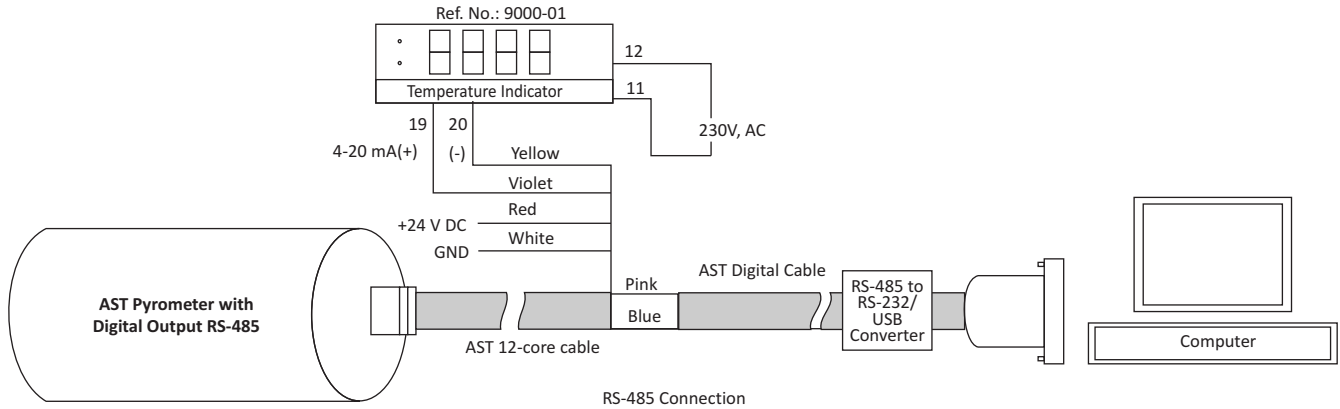 Ref. No.: 9000-01
12
Temperature Indicator
11
230V, AC
19 20
4-20 mA(+) (-)
Yellow
Violet
Red
+24 V DC
White
GND
AST Pyrometer with
Digital Output RS-485
AST 12-core cable
Pink
Blue
AST Digital Cable
RS-485 to
RS-232/
USB
Converter
Computer
RS-485 Connection